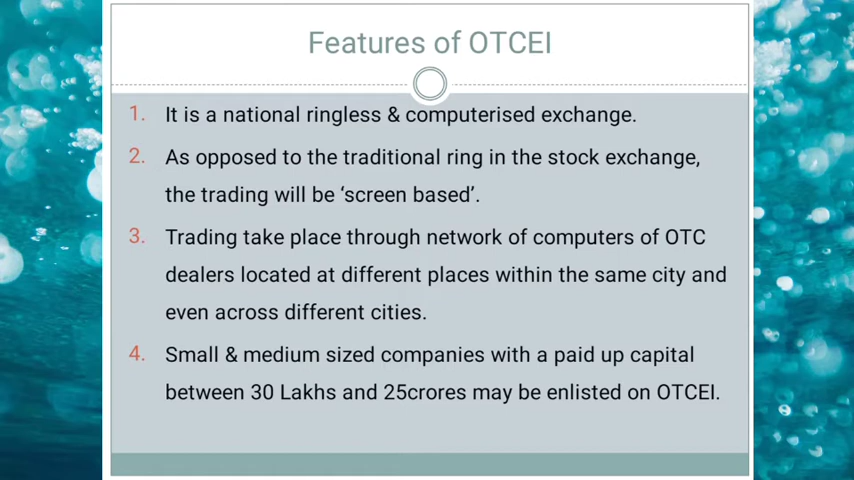 Features of OTCEI
1. It is a national ringless & computerised exchange.
2. As opposed to the traditional ring in the stock exchange,
the trading will be ‘screen based’.
3. Trading take place through network of computers of OTC
dealers located at different places within the same city and
even across different cities.
4. Small & medium sized companies with a paid up capital
between 30 Lakhs and 25crores may be enlisted on OTCEI.